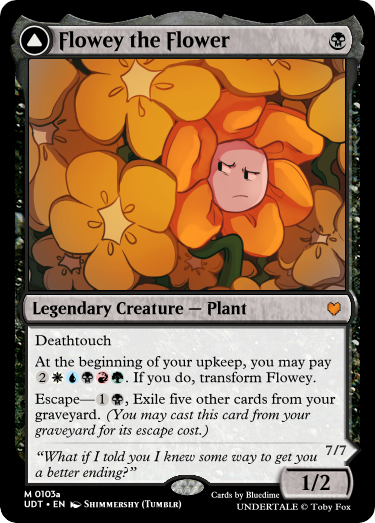 Flowey the Flower
Legendary Creature — Plant
Deathtouch
At the beginning of your upkeep, you may pay
2. If you do, transform Flowey.
Escape—1, Exile five other cards from your
graveyard. (You may cast this card from your
graveyard for its escape cost.)
“What if I told you I knew some way to get you
a better ending?”
7/7
1/2
M 0103a
UDT • EN Shimmershy (Tumblr)
Cards by Bluedime
UNDERTALE © Toby Fox